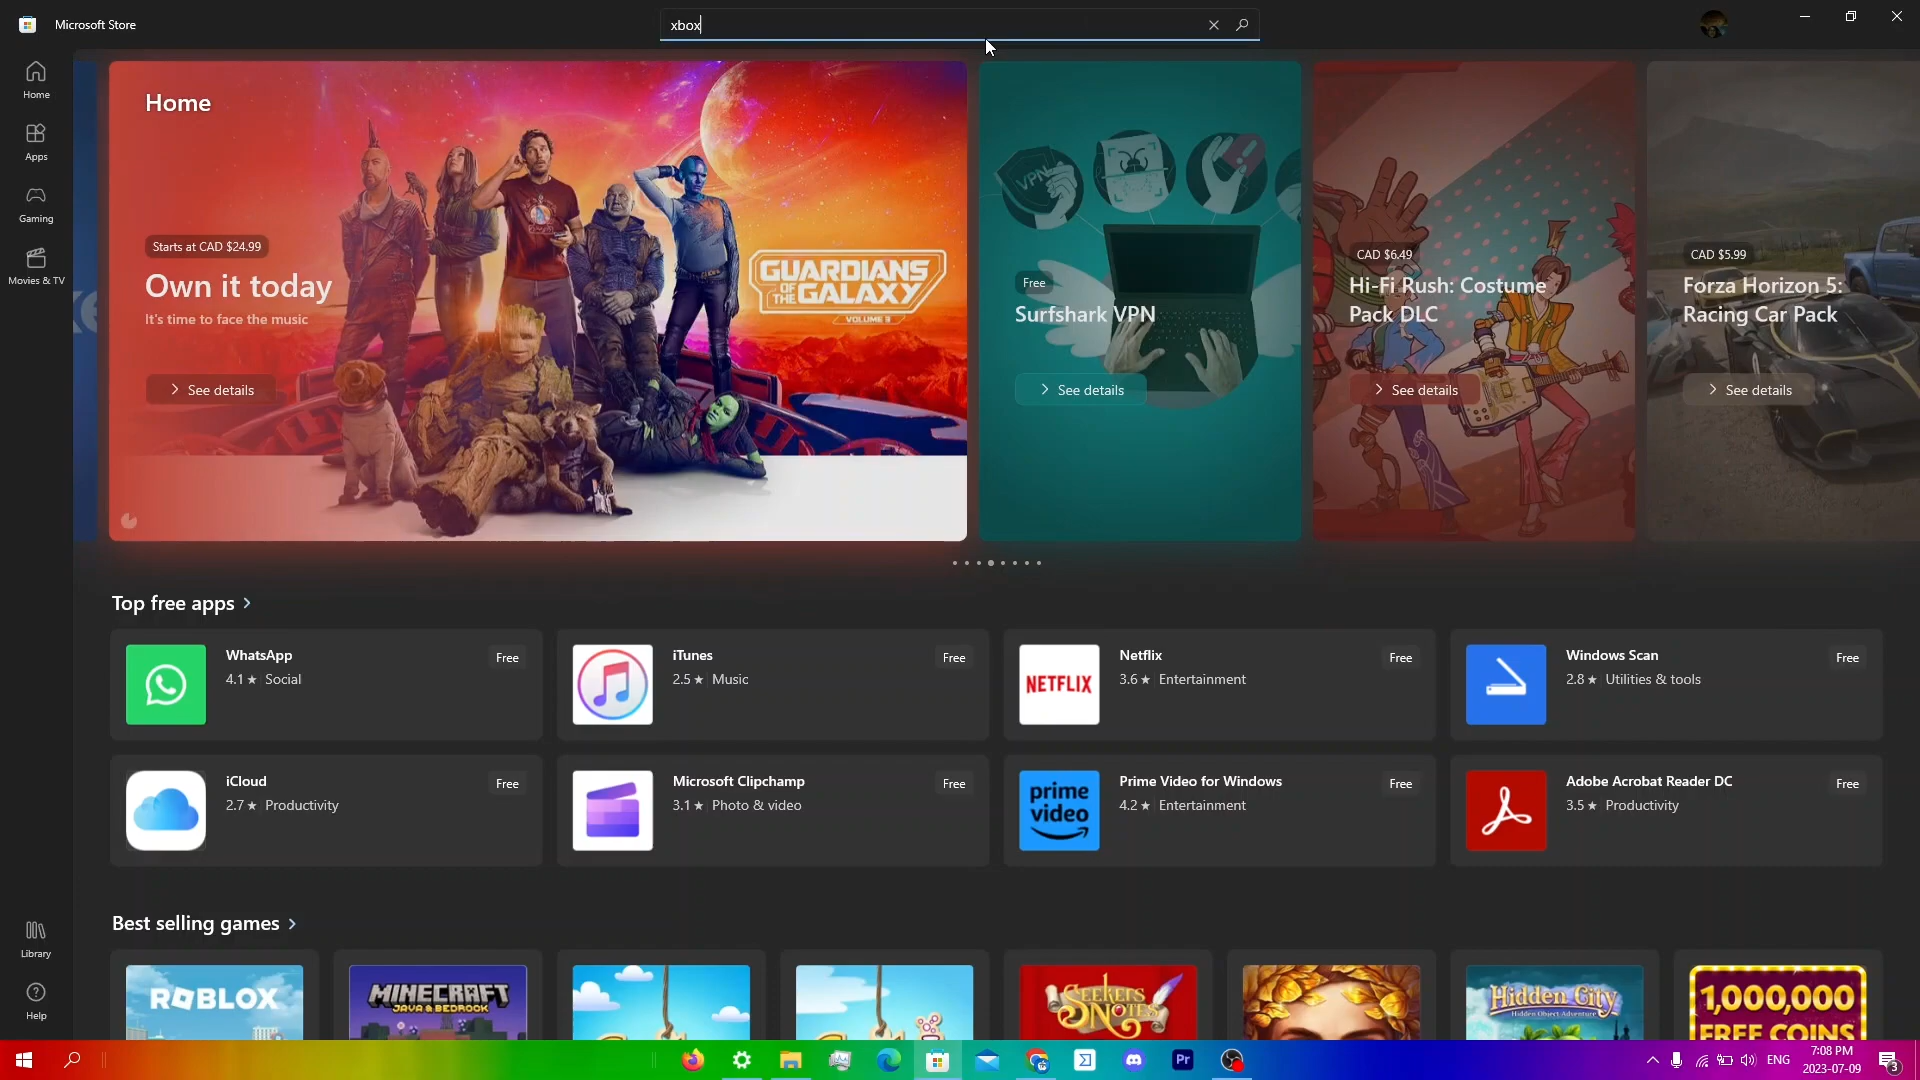 Microsoft Store
xbox
Home
Apps
Gaming
Movies & TV
Library
Help
Home
Starts at CAD $24.99
Own it today
It's time to face the music
See details
GUARDIANS
OF THE GALAXY
VOLUME 3
VPN
Free
Surfshark VPN
See details
CAD $6.49
Hi-Fi Rush: Costume
Pack DLC
See details
CAD $5.99
Forza Horizon 5:
Racing Car Pack
See details
Top free apps
WhatsApp
Free
4.1 ★ Social
iTunes
Free
2.5 ★ Music
NETFLIX
Netflix
Free
3.6 ★ Entertainment
Windows Scan
Free
2.8 ★ Utilities & tools
iCloud
Free
2.7 ★ Productivity
Microsoft Clipchamp
Free
3.1 ★ Photo & video
prime
video
Prime Video for Windows
Free
4.2 ★ Entertainment
Adobe Acrobat Reader DC
Free
3.5 ★ Productivity
Best selling games
ROBLOX
MINECRAFT
JAVA & BEDROCK
SEEKERS
NOTES
Hidden City
Hidden Object Adventure
1,000,000
FREE COINS
Pr
ENG
7:08 PM
2023-07-09
3